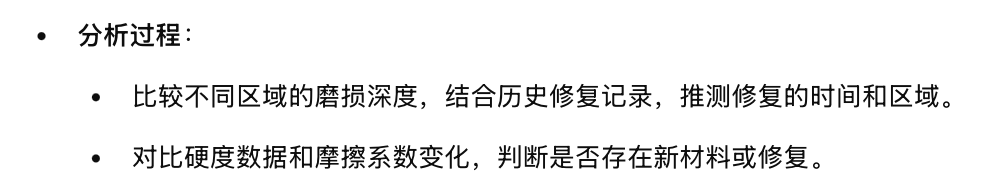 • 分析过程：
• 比较不同区域的磨损深度，结合历史修复记录，推测修复的时间和区域。
• 对比硬度数据和摩擦系数变化，判断是否存在新材料或修复。